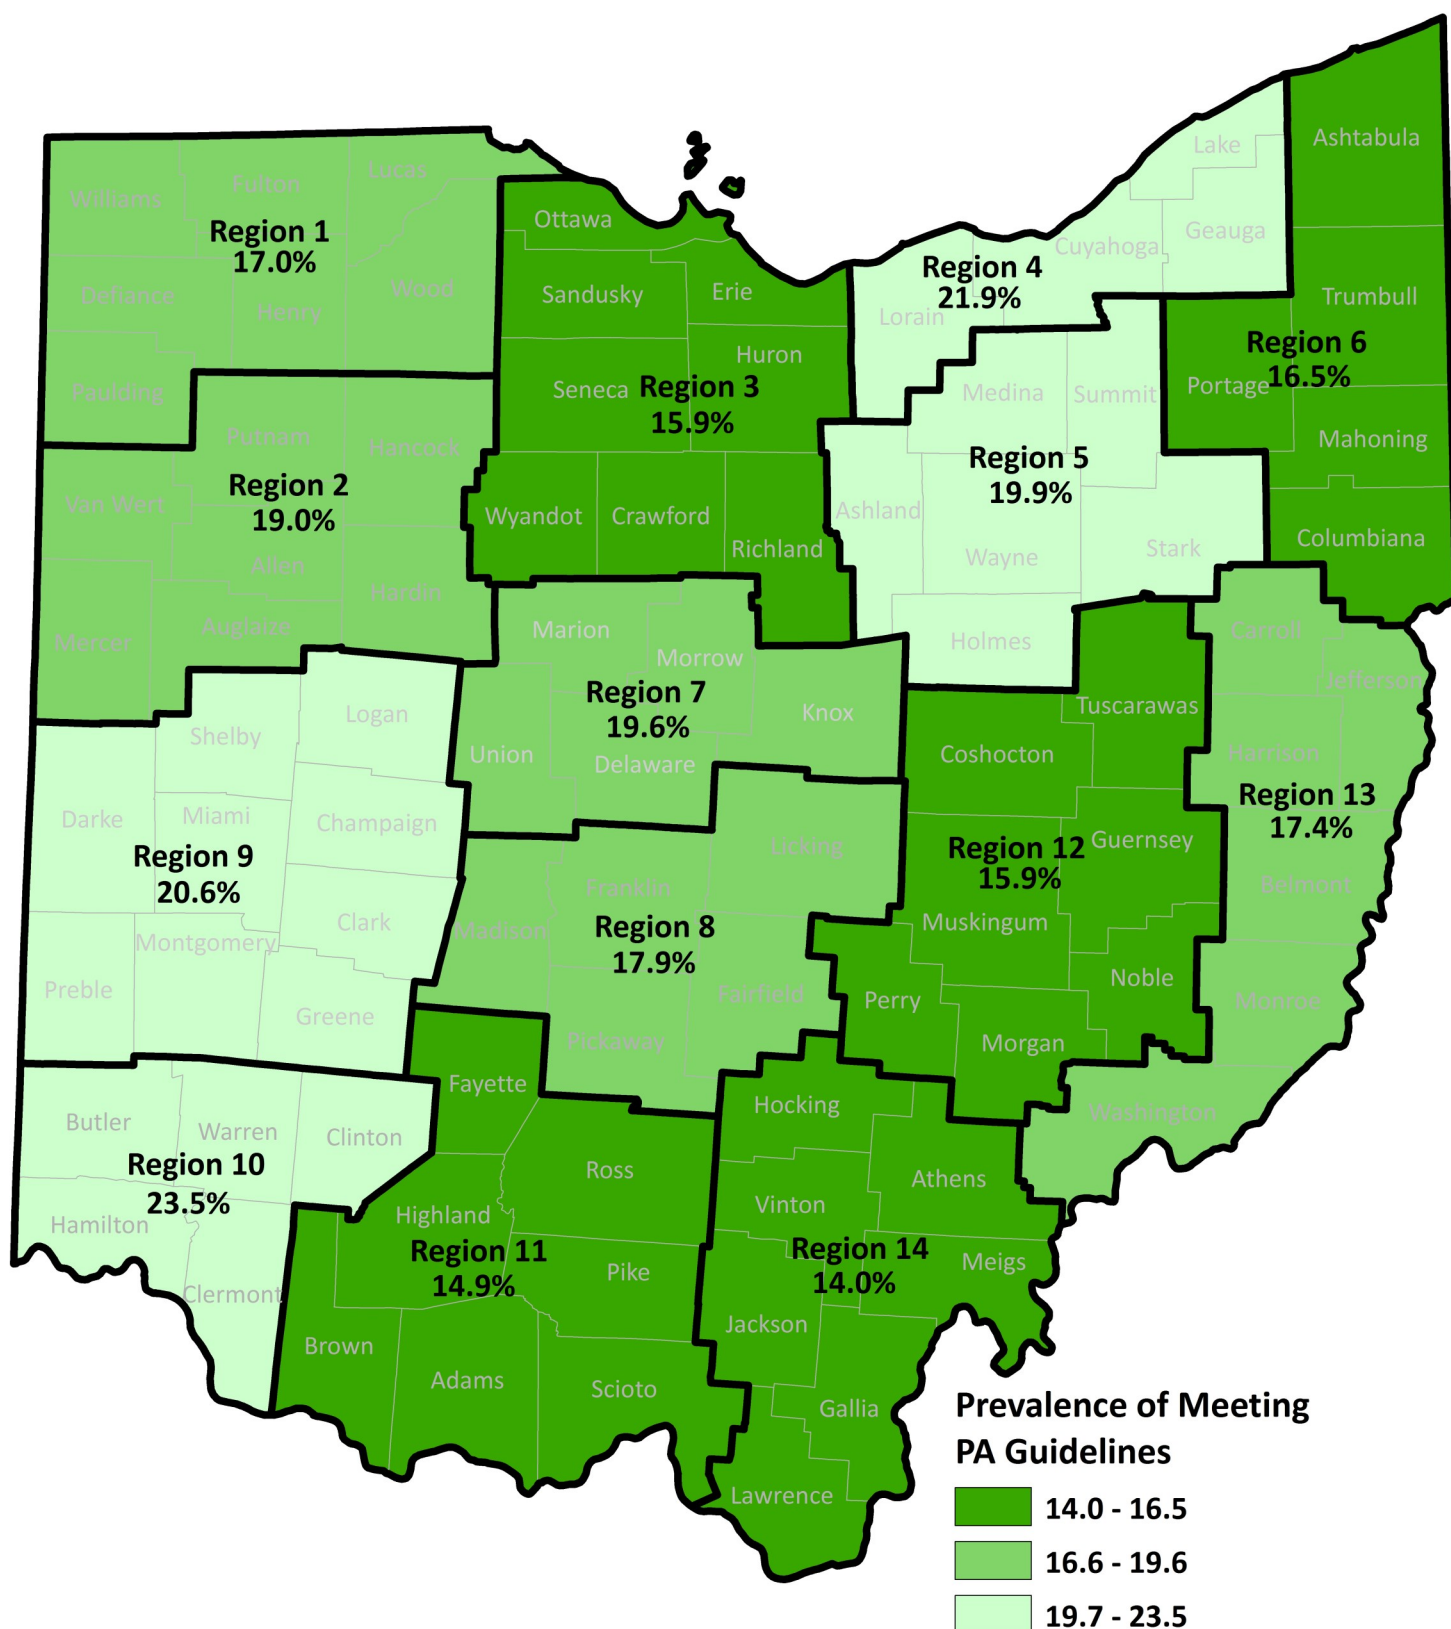 Ashtabula
Lake
Geauga
Cuyahoga
Williams
Fulton
Lucas
Region 1
17.0%
Defiance
Henry
Wood
Paulding
Ottawa
Sandusky
Erie
Huron
Seneca
Region 3
15.9%
Wyandot
Crawford
Richland
Region 4
21.9%
Lorain
Trumbull
Region 6
16.5%
Portage
Mahoning
Columbiana
Medina
Summit
Region 5
19.9%
Ashland
Wayne
Stark
Holmes
Putnam
Hancock
Region 2
19.0%
Van Wert
Allen
Hardin
Auglaize
Mercer
Marion
Morrow
Region 7
19.6%
Knox
Union
Delaware
Carroll
Jefferson
Harrison
Region 13
17.4%
Belmont
Monroe
Washington
Tuscarawas
Coshocton
Region 12
15.9%
Guernsey
Muskingum
Noble
Perry
Morgan
Logan
Shelby
Darke
Miami
Champaign
Region 9
20.6%
Clark
Montgomery
Preble
Greene
Licking
Franklin
Madison
Region 8
17.9%
Fairfield
Pickaway
Butler
Warren
Clinton
Region 10
23.5%
Hamilton
Clermont
Fayette
Ross
Highland
Region 11
14.9%
Pike
Brown
Adams
Scioto
Hocking
Athens
Vinton
Region 14
14.0%
Meigs
Jackson
Gallia
Lawrence
Prevalence of Meeting
PA Guidelines
14.0 - 16.5
16.6 - 19.6
19.7 - 23.5